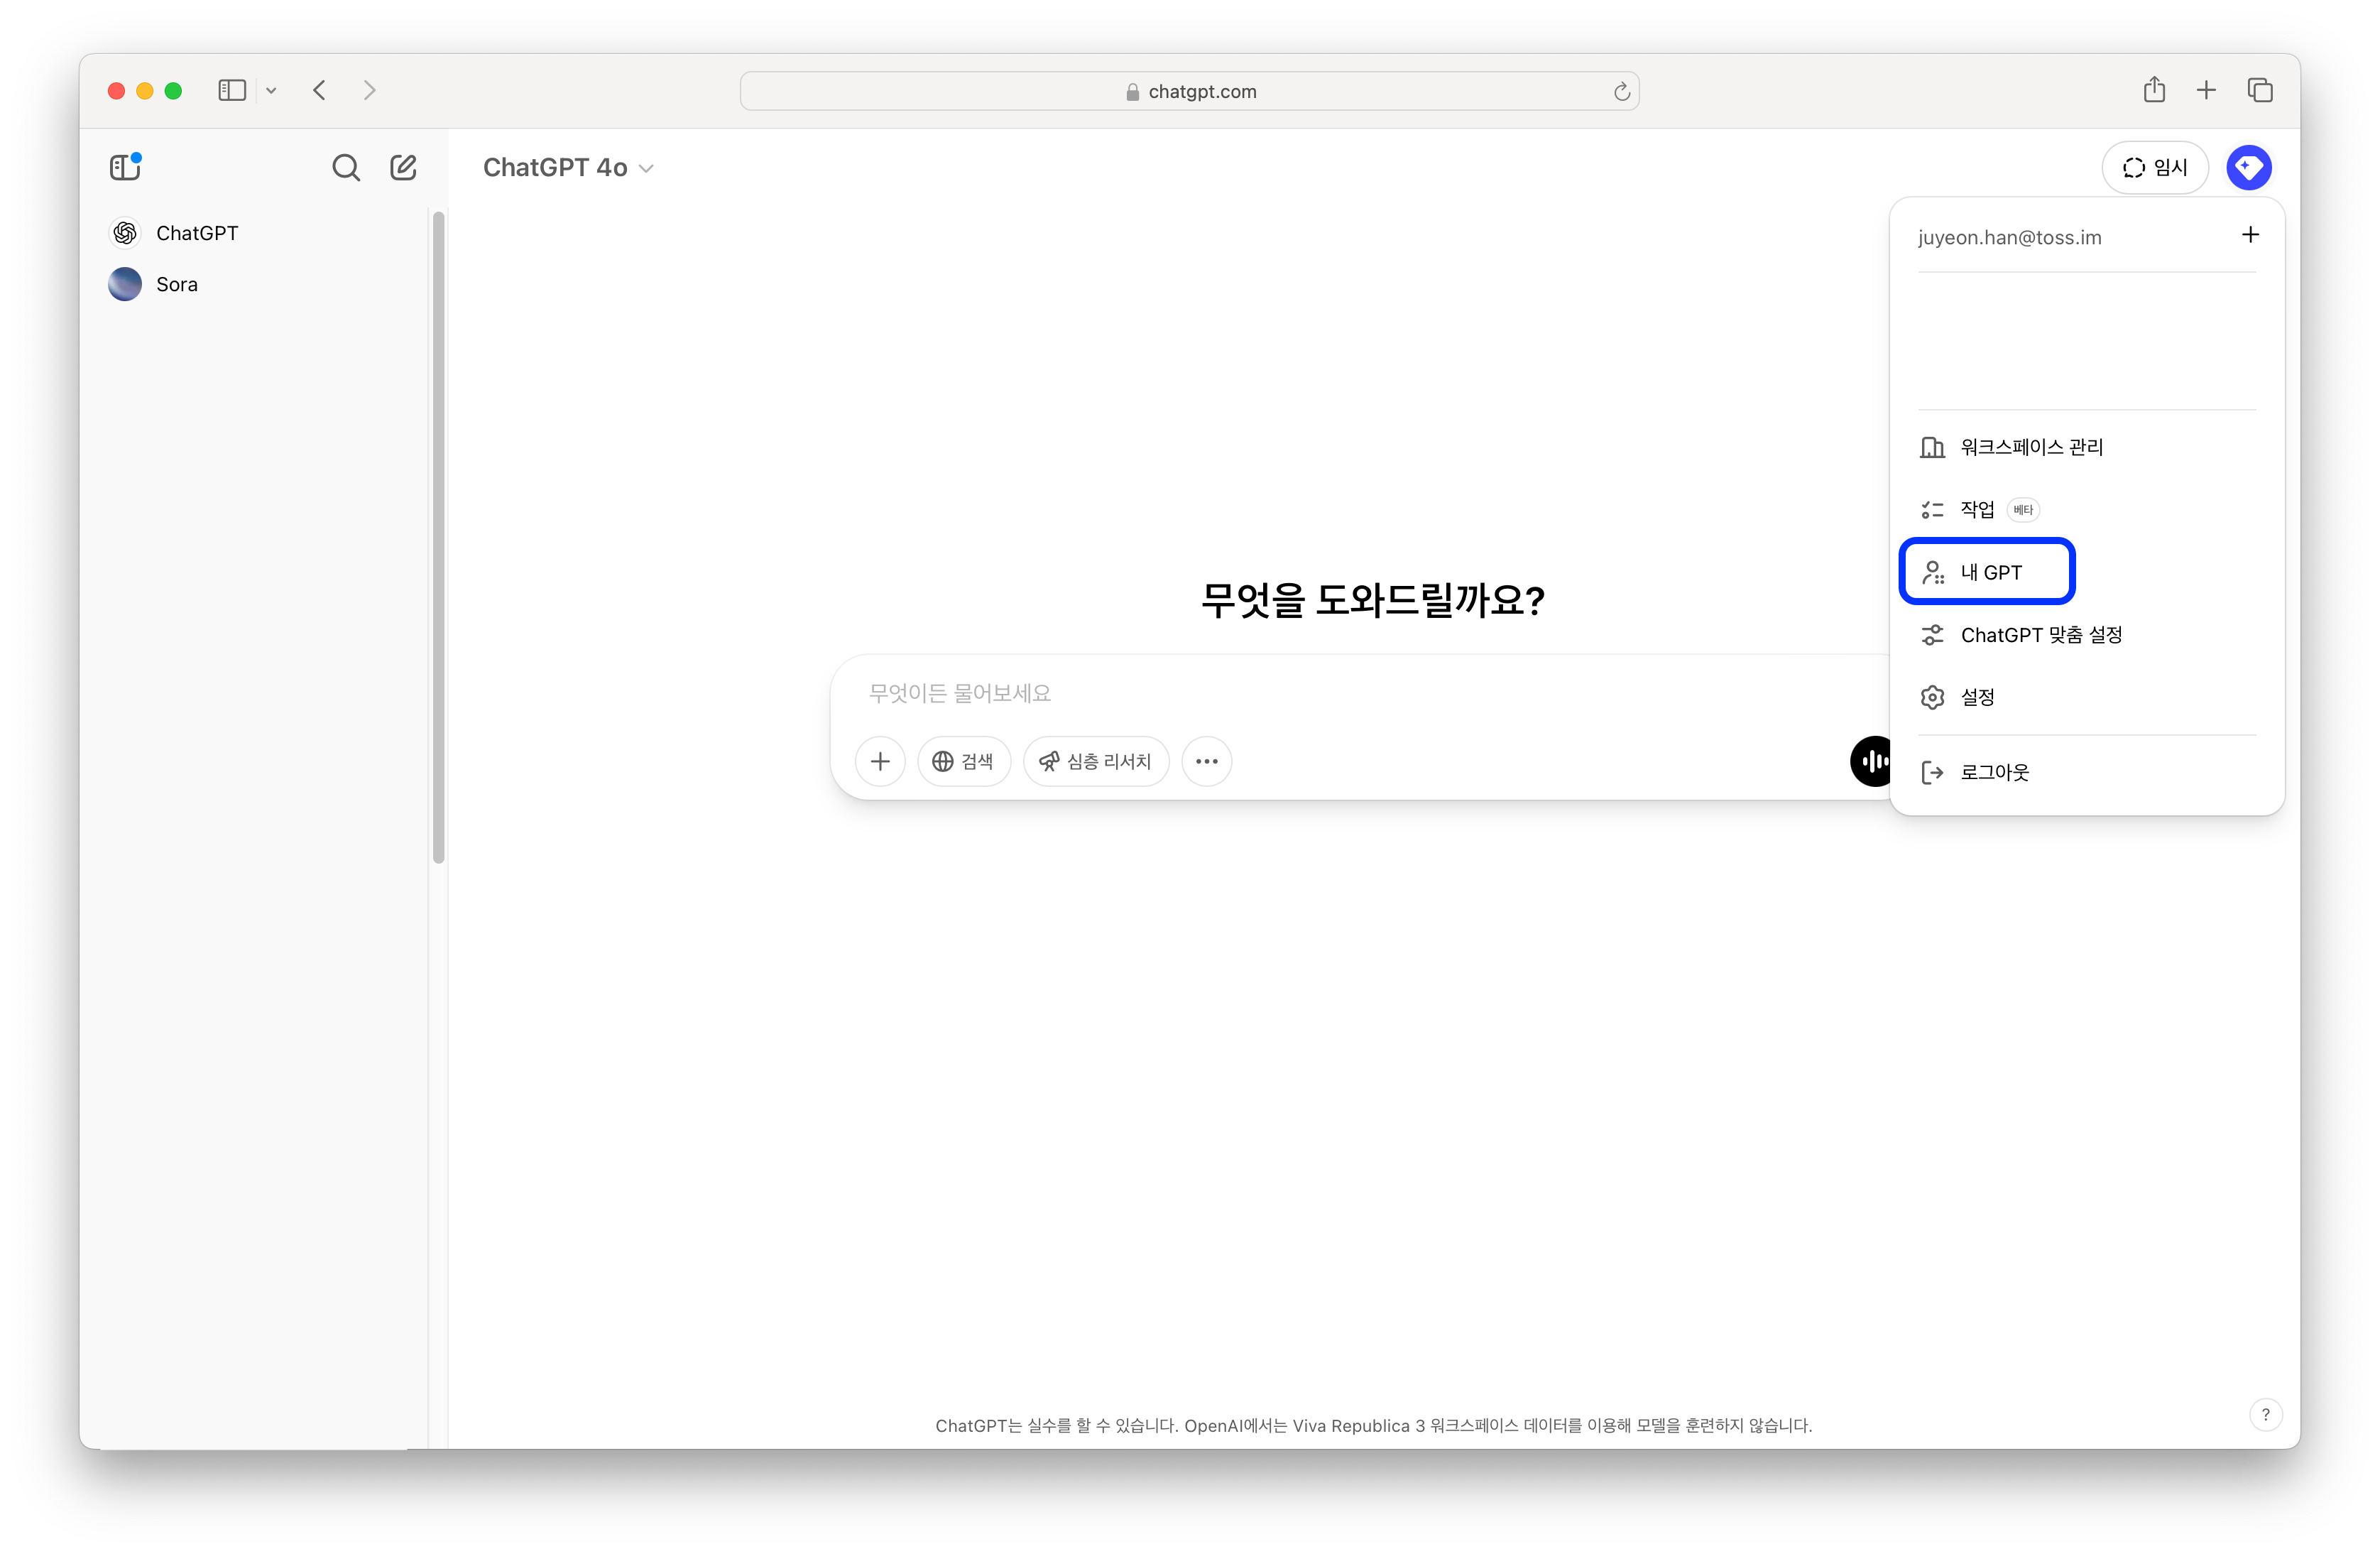 chatgpt.com
ChatGPT 4o
임시
ChatGPT
Sora
juyeon.han@toss.im
워크스페이스 관리
작업 베타
내 GPT
ChatGPT 맞춤 설정
설정
로그아웃
무엇을 도와드릴까요?
무엇이든 물어보세요
검색
심층 리서치
ChatGPT는 실수를 할 수 있습니다. OpenAI에서는 Viva Republica 3 워크스페이스 데이터를 이용해 모델을 훈련하지 않습니다.
?